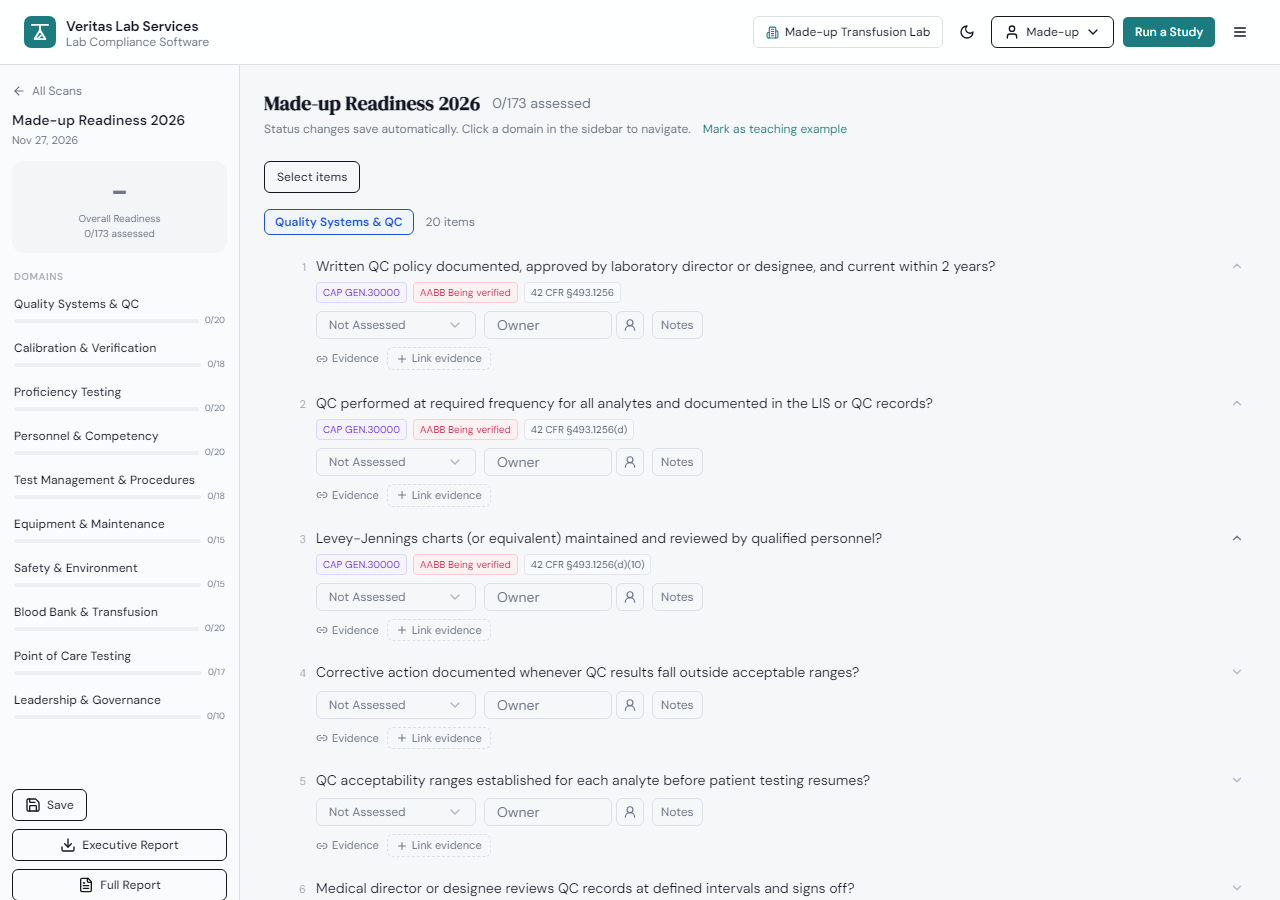 Veritas Lab Services
Lab Compliance Software
Made-up Transfusion Lab
Made-up
Run a Study
All Scans
Made-up Readiness 2026
Nov 27, 2026
–
Overall Readiness
0/173 assessed
DOMAINS
Quality Systems & QC
0/20
Calibration & Verification
0/18
Proficiency Testing
0/20
Personnel & Competency
0/20
Test Management & Procedures
0/18
Equipment & Maintenance
0/15
Safety & Environment
0/15
Blood Bank & Transfusion
0/20
Point of Care Testing
0/17
Leadership & Governance
0/10
Save
Executive Report
Full Report
Made-up Readiness 2026 0/173 assessed
Status changes save automatically. Click a domain in the sidebar to navigate. Mark as teaching example
Select items
Quality Systems & QC 20 items
1 Written QC policy documented, approved by laboratory director or designee, and current within 2 years?
CAP GEN.30000 AABB Being verified 42 CFR §493.1256
Not Assessed Owner Notes
Evidence + Link evidence
2 QC performed at required frequency for all analytes and documented in the LIS or QC records?
CAP GEN.30000 AABB Being verified 42 CFR §493.1256(d)
Not Assessed Owner Notes
Evidence + Link evidence
3 Levey-Jennings charts (or equivalent) maintained and reviewed by qualified personnel?
CAP GEN.30000 AABB Being verified 42 CFR §493.1256(d)(10)
Not Assessed Owner Notes
Evidence + Link evidence
4 Corrective action documented whenever QC results fall outside acceptable ranges?
Not Assessed Owner Notes
Evidence + Link evidence
5 QC acceptability ranges established for each analyte before patient testing resumes?
Not Assessed Owner Notes
Evidence + Link evidence
6 Medical director or designee reviews QC records at defined intervals and signs off?